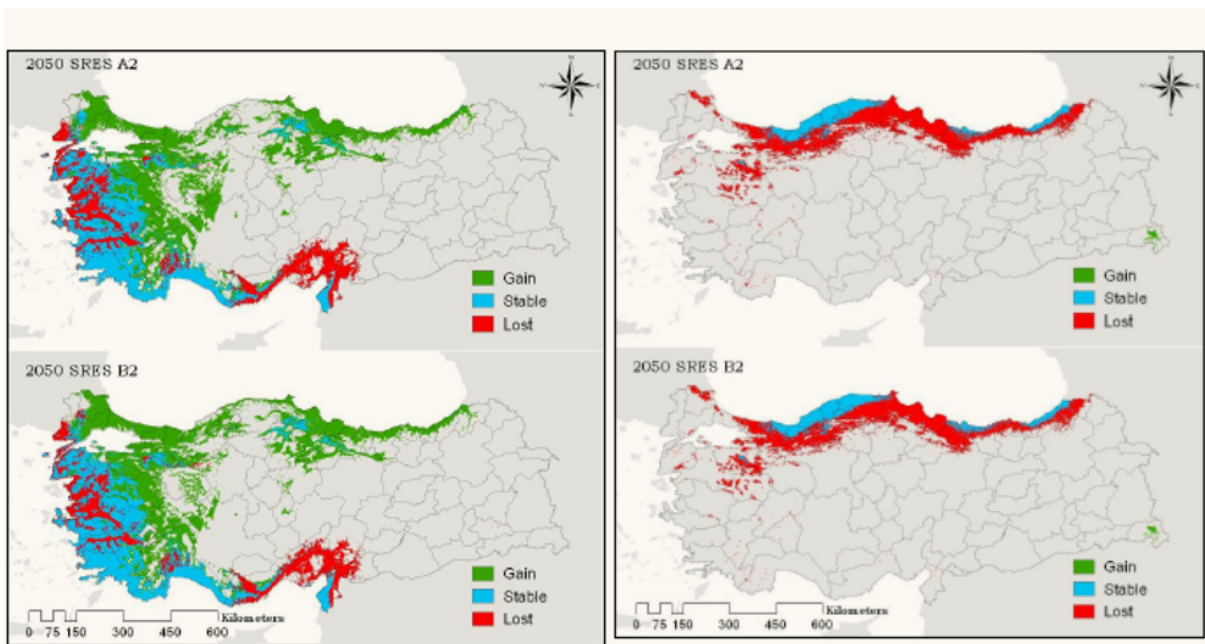 2050 SRES A2
Gain
Stable
Lost
2050 SRES B2
Gain
Stable
Lost
Kilometers
0 75 150 300 450 600
2050 SRES A2
Gain
Stable
Lost
2050 SRES B2
Gain
Stable
Lost
Kilometers
0 75 150 300 450 600